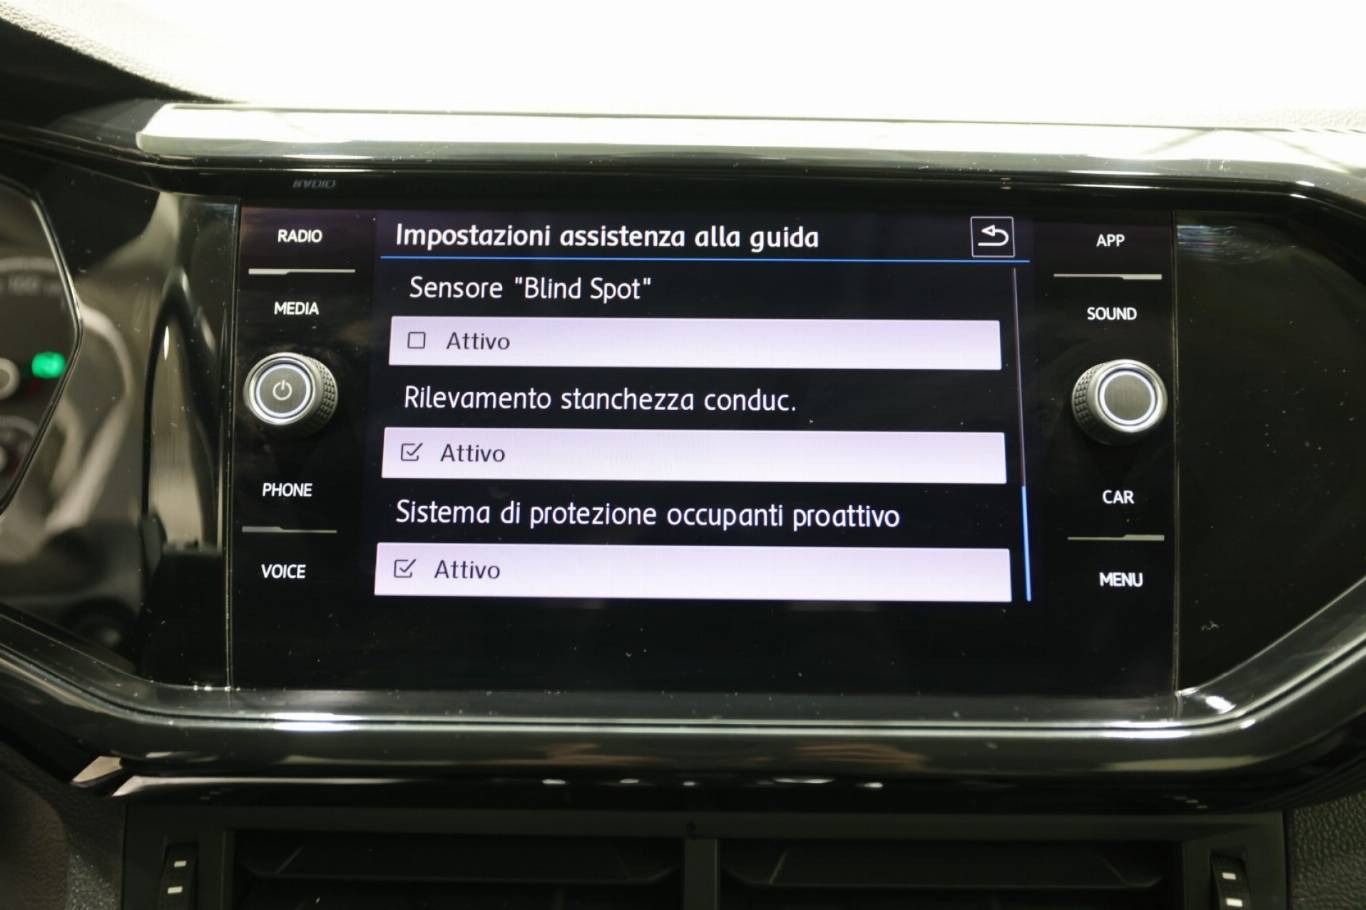 RADIO
MEDIA
PHONE
VOICE
Impostazioni assistenza alla guida
Sensore "Blind Spot"
Attivo
Rilevamento stanchezza conduc.
Attivo
Sistema di protezione occupanti proattivo
Attivo
APP
SOUND
CAR
MENU